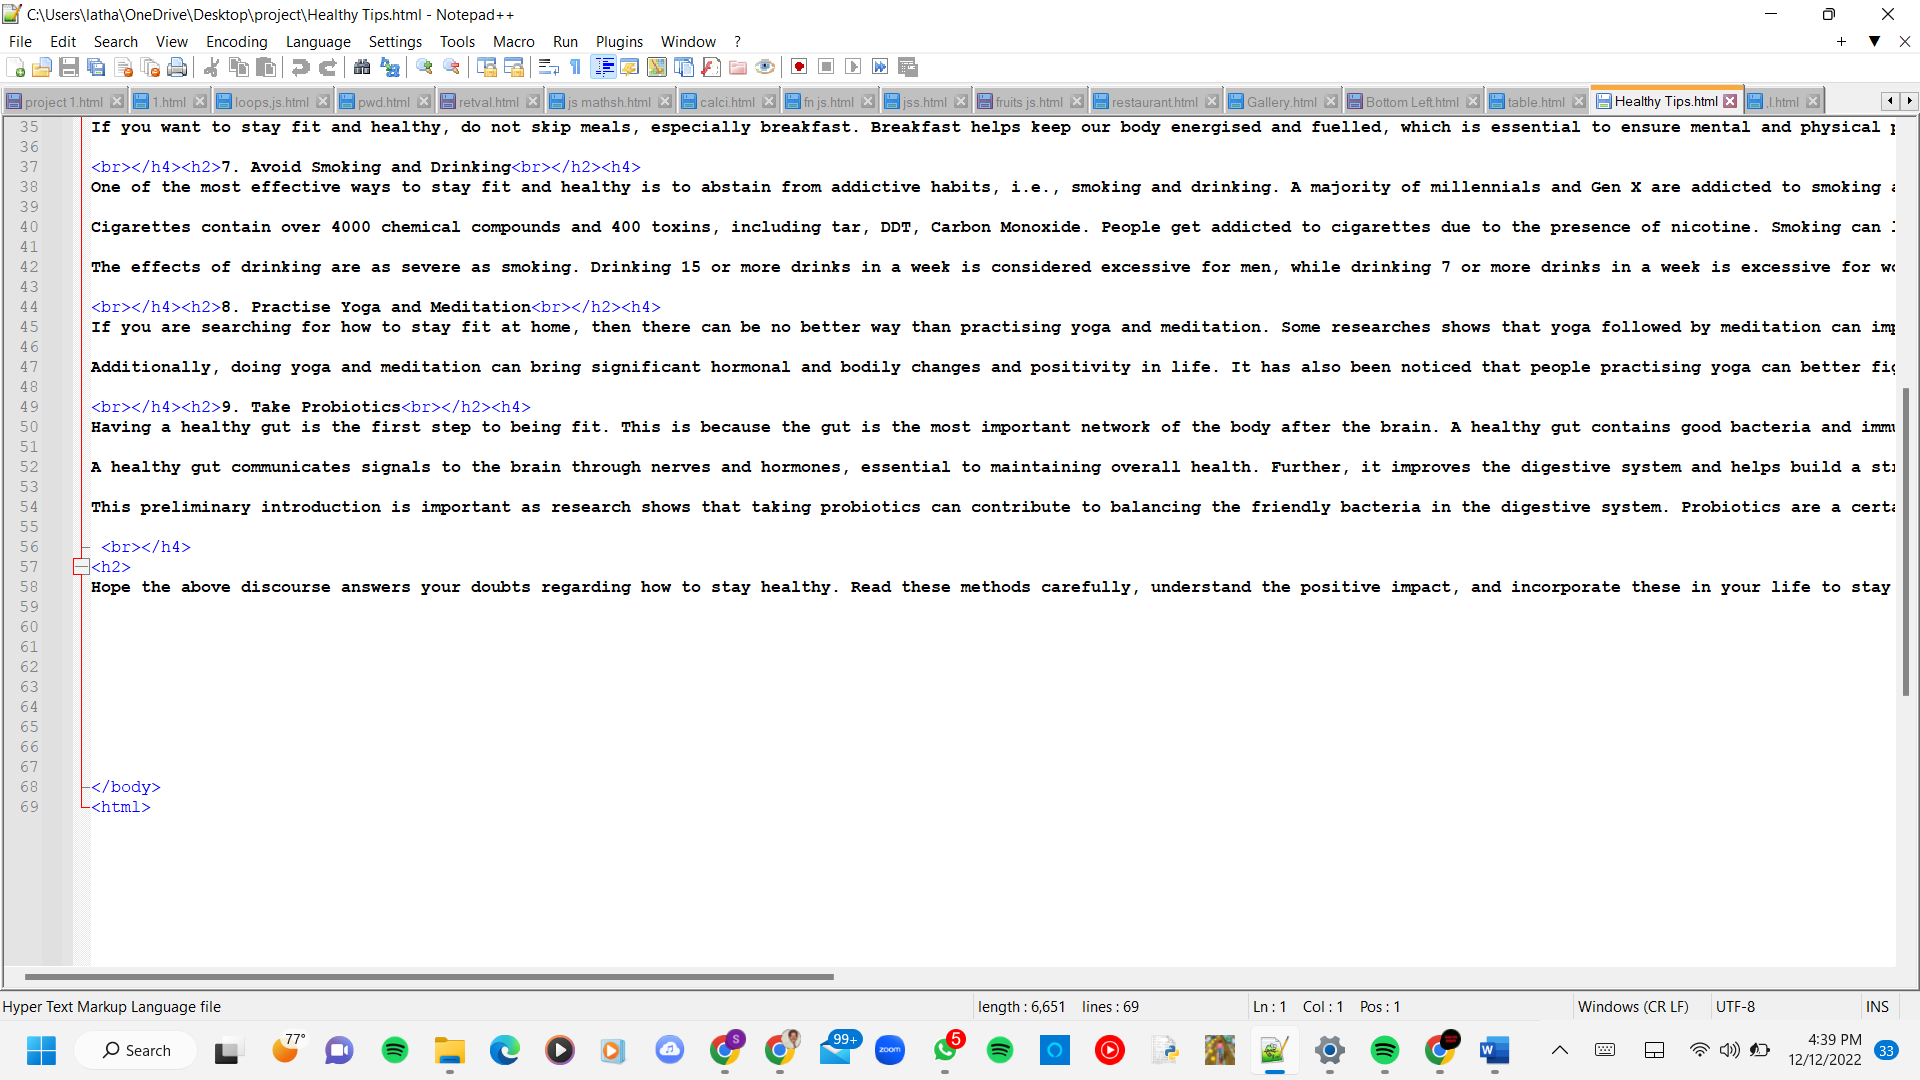 C:\Users\latha\OneDrive\Desktop\project\Healthy Tips.html - Notepad++
File Edit Search View Encoding Language Settings Tools Macro Run Plugins Window ?
project 1.html 1.html loops,js.html pwd.html retval.html js mathsh.html calci.html fn js.html jss.html fruits js.html restaurant.html Gallery.html Bottom Left.html table.html Healthy Tips.html .l.html
35 If you want to stay fit and healthy, do not skip meals, especially breakfast. Breakfast helps keep our body energised and fuelled, which is essential to ensure mental and physical
36
37 <br></h4><h2>7. Avoid Smoking and Drinking<br></h2><h4>
38 One of the most effective ways to stay fit and healthy is to abstain from addictive habits, i.e., smoking and drinking. A majority of millennials and Gen X are addicted to smoking
39
40 Cigarettes contain over 4000 chemical compounds and 400 toxins, including tar, DDT, Carbon Monoxide. People get addicted to cigarettes due to the presence of nicotine. Smoking can
41
42 The effects of drinking are as severe as smoking. Drinking 15 or more drinks in a week is considered excessive for men, while drinking 7 or more drinks in a week is excessive for
43
44 <br></h4><h2>8. Practise Yoga and Meditation<br></h2><h4>
45 If you are searching for how to stay fit at home, then there can be no better way than practising yoga and meditation. Some researches shows that yoga followed by meditation can
46
47 Additionally, doing yoga and meditation can bring significant hormonal and bodily changes and positivity in life. It has also been noticed that people practising yoga can better
48
49 <br></h4><h2>9. Take Probiotics<br></h2><h4>
50 Having a healthy gut is the first step to being fit. This is because the gut is the most important network of the body after the brain. A healthy gut contains good bacteria and
51
52 A healthy gut communicates signals to the brain through nerves and hormones, essential to maintaining overall health. Further, it improves the digestive system and helps build a
53
54 This preliminary introduction is important as research shows that taking probiotics can contribute to balancing the friendly bacteria in the digestive system. Probiotics are a
55
56 <br></h4>
57 <h2>
58 Hope the above discourse answers your doubts regarding how to stay healthy. Read these methods carefully, understand the positive impact, and incorporate these in your life to stay
59
60
61
62
63
64
65
66
67
68 </body>
69 <html>
Hyper Text Markup Language file length : 6,651 lines : 69 Ln : 1 Col : 1 Pos : 1 Windows (CR LF) UTF-8 INS
Search 77° S 99+ zoom 5 W 4:39 PM
12/12/2022 33